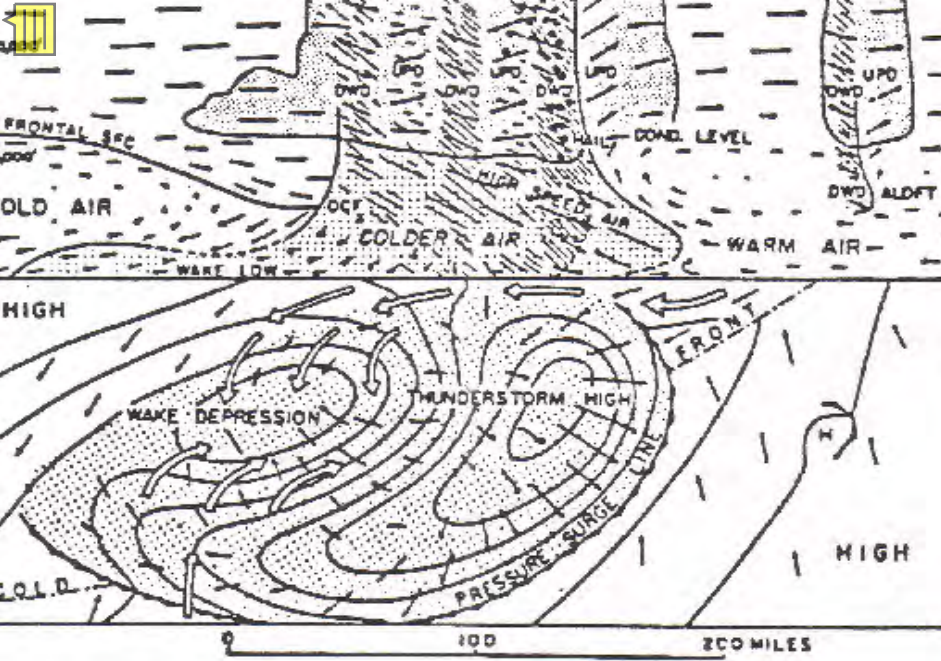 UPD UPD UPD UPD
DWD DWD DWD DWD
FRONTAL SFC
HAIL
COND. LEVEL
HIGH SPEED AIR
DWD ALOFT
OLD AIR
OCF
COLDER AIR
WARM AIR
WAKE LOW
HIGH
FRONT
THUNDERSTORM HIGH
WAKE DEPRESSION
H
PRESSURE SURGE LINE
HIGH
COLD
0 100 200 MILES